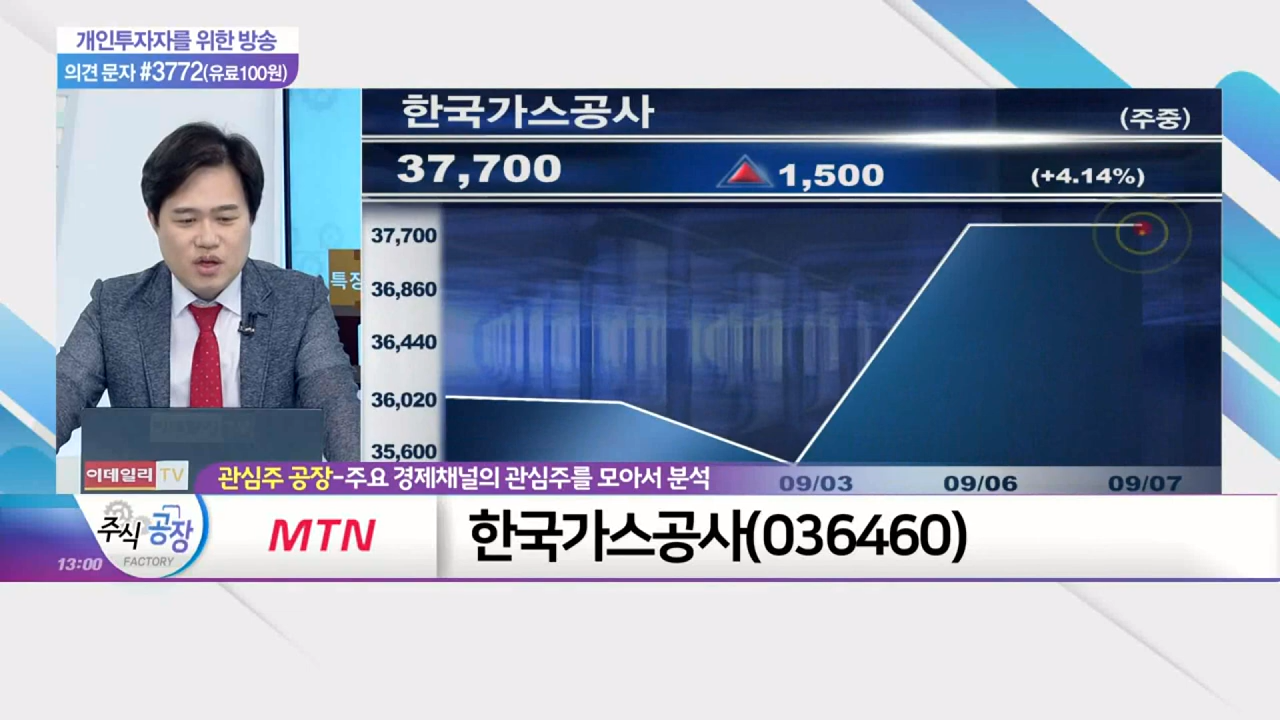 개인투자자를 위한 방송
의견 문자 #3772(유료100원)
한국가스공사
(주중)
37,700
1,500
(+4.14%)
37,700
36,860
36,440
36,020
35,600
09/03
09/06
09/07
특징
이데일리 TV
관심주 공장-주요 경제채널의 관심주를 모아서 분석
주식 공장
FACTORY
13:00
MTN
한국가스공사(036460)